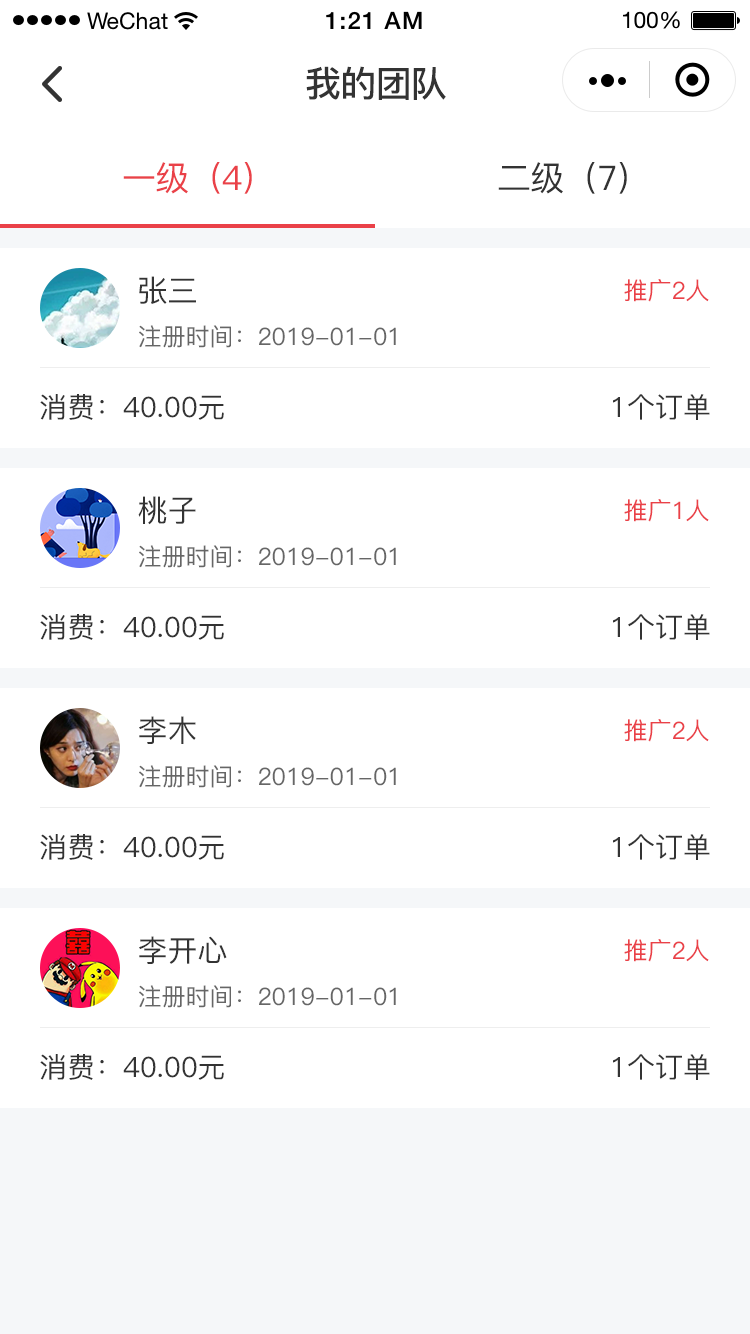 WeChat 1:21 AM 100%
我的团队
一级（4） 二级（7）
张三 推广2人
注册时间：2019-01-01
消费：40.00元 1个订单
桃子 推广1人
注册时间：2019-01-01
消费：40.00元 1个订单
李木 推广2人
注册时间：2019-01-01
消费：40.00元 1个订单
囍
李开心 推广2人
注册时间：2019-01-01
消费：40.00元 1个订单